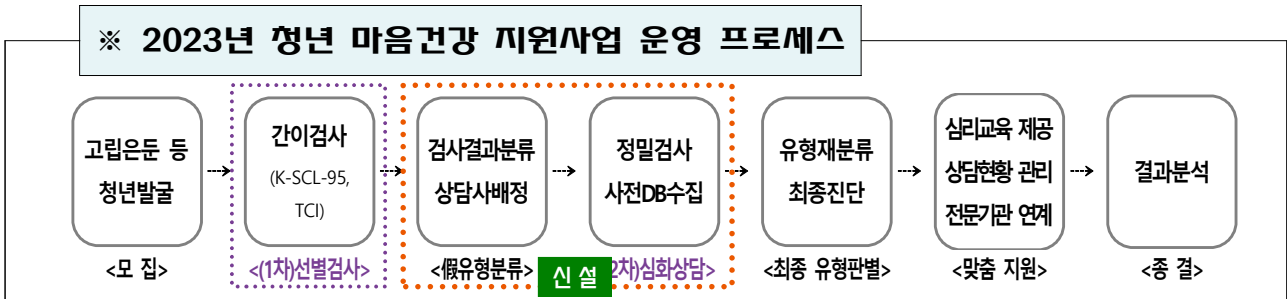 ※ 2023년 청년 마음건강 지원사업 운영 프로세스
고립은둔 등
청년발굴
<모 집>
간이검사
(K-SCL-95,
TCI)
<(1차)선별검사>
검사결과분류
상담사배정
<假유형분류>
정밀검사
사전DB수집
2차)심화상담>
신 설
유형재분류
최종진단
<최종 유형판별>
심리교육 제공
상담현황 관리
전문기관 연계
<맞춤 지원>
결과분석
<종 결>